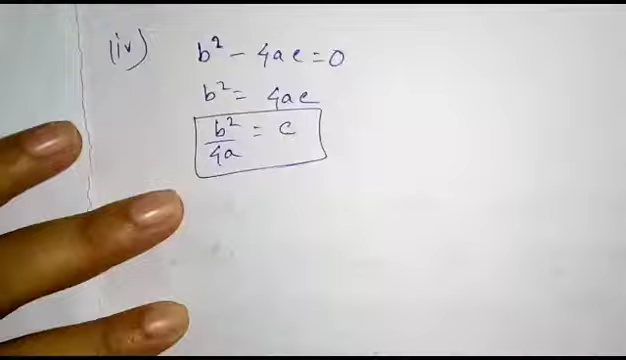 (iv) b² - 4ac = 0
b² = 4ac
b²/4a = c